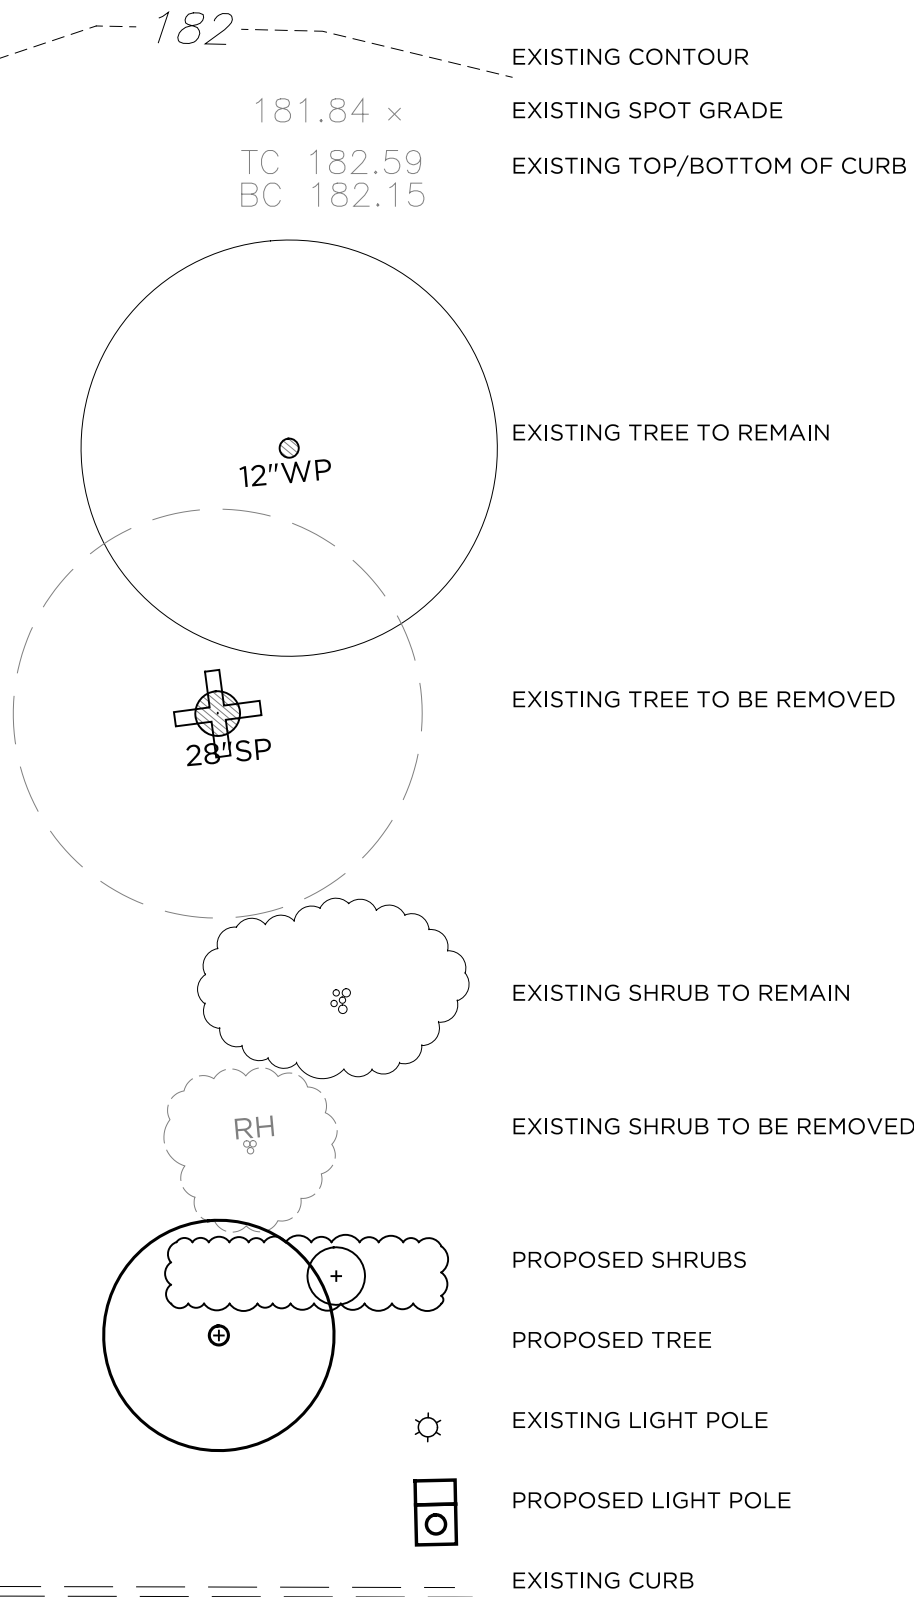 182
EXISTING CONTOUR
181.84 ×
EXISTING SPOT GRADE
TC 182.59
BC 182.15
EXISTING TOP/BOTTOM OF CURB
12"WP
EXISTING TREE TO REMAIN
28"SP
EXISTING TREE TO BE REMOVED
EXISTING SHRUB TO REMAIN
RH
EXISTING SHRUB TO BE REMOVED
PROPOSED SHRUBS
PROPOSED TREE
EXISTING LIGHT POLE
PROPOSED LIGHT POLE
EXISTING CURB